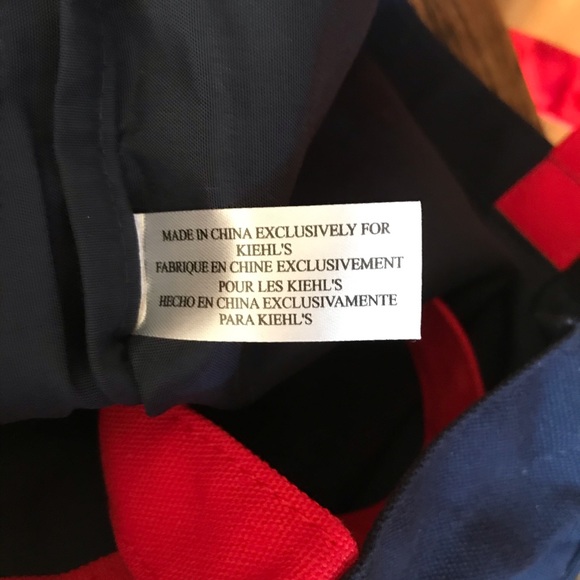 MADE IN CHINA EXCLUSIVELY FOR
KIEHL'S
FABRIQUE EN CHINE EXCLUSIVEMENT
POUR LES KIEHL'S
HECHO EN CHINA EXCLUSIVAMENTE
PARA KIEHL'S